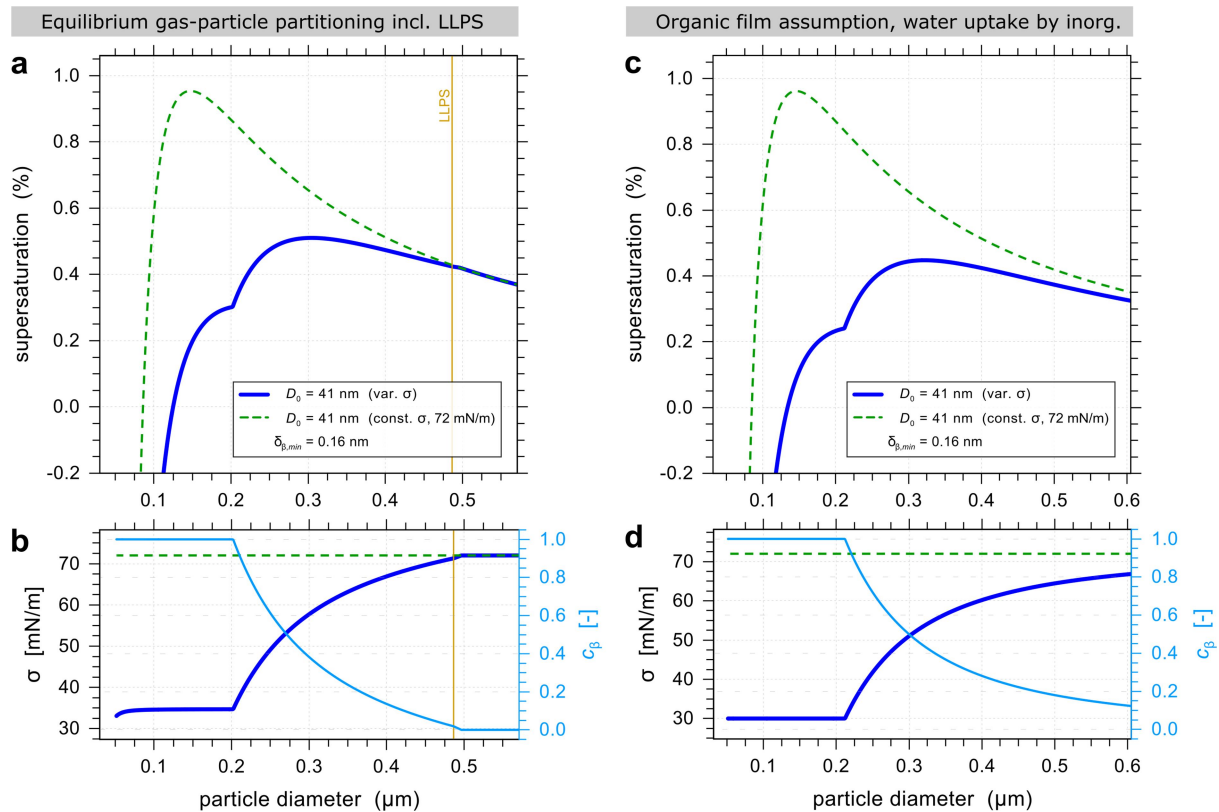 Equilibrium gas-particle partitioning incl. LLPS
Organic film assumption, water uptake by inorg.
a
supersaturation (%)
1.0
0.8
0.6
0.4
0.2
0.0
-0.2
LLPS
D₀ = 41 nm (var. σ)
D₀ = 41 nm (const. σ, 72 mN/m)
δβ,min = 0.16 nm
0.1 0.2 0.3 0.4 0.5
c
supersaturation (%)
1.0
0.8
0.6
0.4
0.2
0.0
-0.2
D₀ = 41 nm (var. σ)
D₀ = 41 nm (const. σ, 72 mN/m)
δβ,min = 0.16 nm
0.1 0.2 0.3 0.4 0.5 0.6
b
σ [mN/m]
70
60
50
40
30
1.0
0.8
0.6
0.4
0.2
0.0
cβ [-]
0.1 0.2 0.3 0.4 0.5
particle diameter (µm)
d
σ [mN/m]
70
60
50
40
30
1.0
0.8
0.6
0.4
0.2
0.0
cβ [-]
0.1 0.2 0.3 0.4 0.5 0.6
particle diameter (µm)